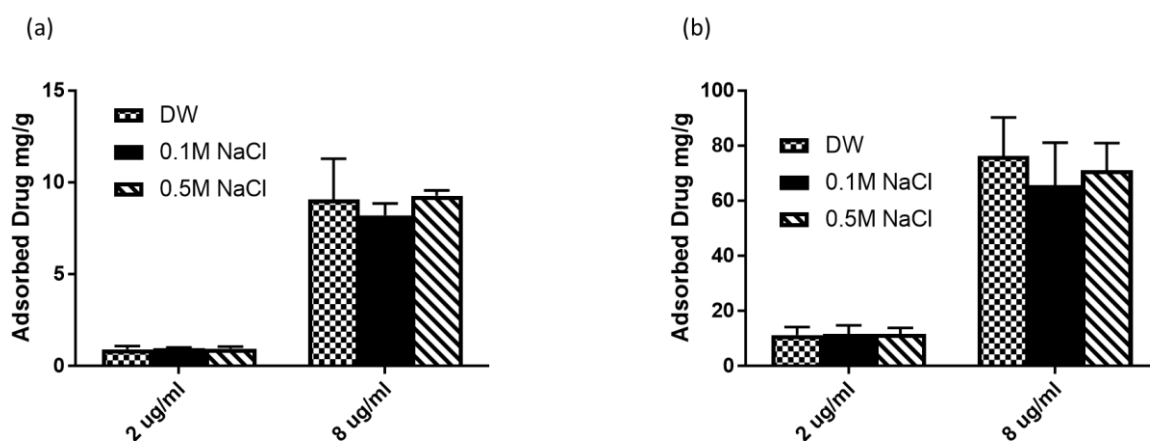 (a)
15
10
5
0
Adsorbed Drug mg/g
DW
0.1M NaCl
0.5M NaCl
2 ug/ml
8 ug/ml
(b)
100
80
60
40
20
0
Adsorbed Drug mg/g
DW
0.1M NaCl
0.5M NaCl
2 ug/ml
8 ug/ml